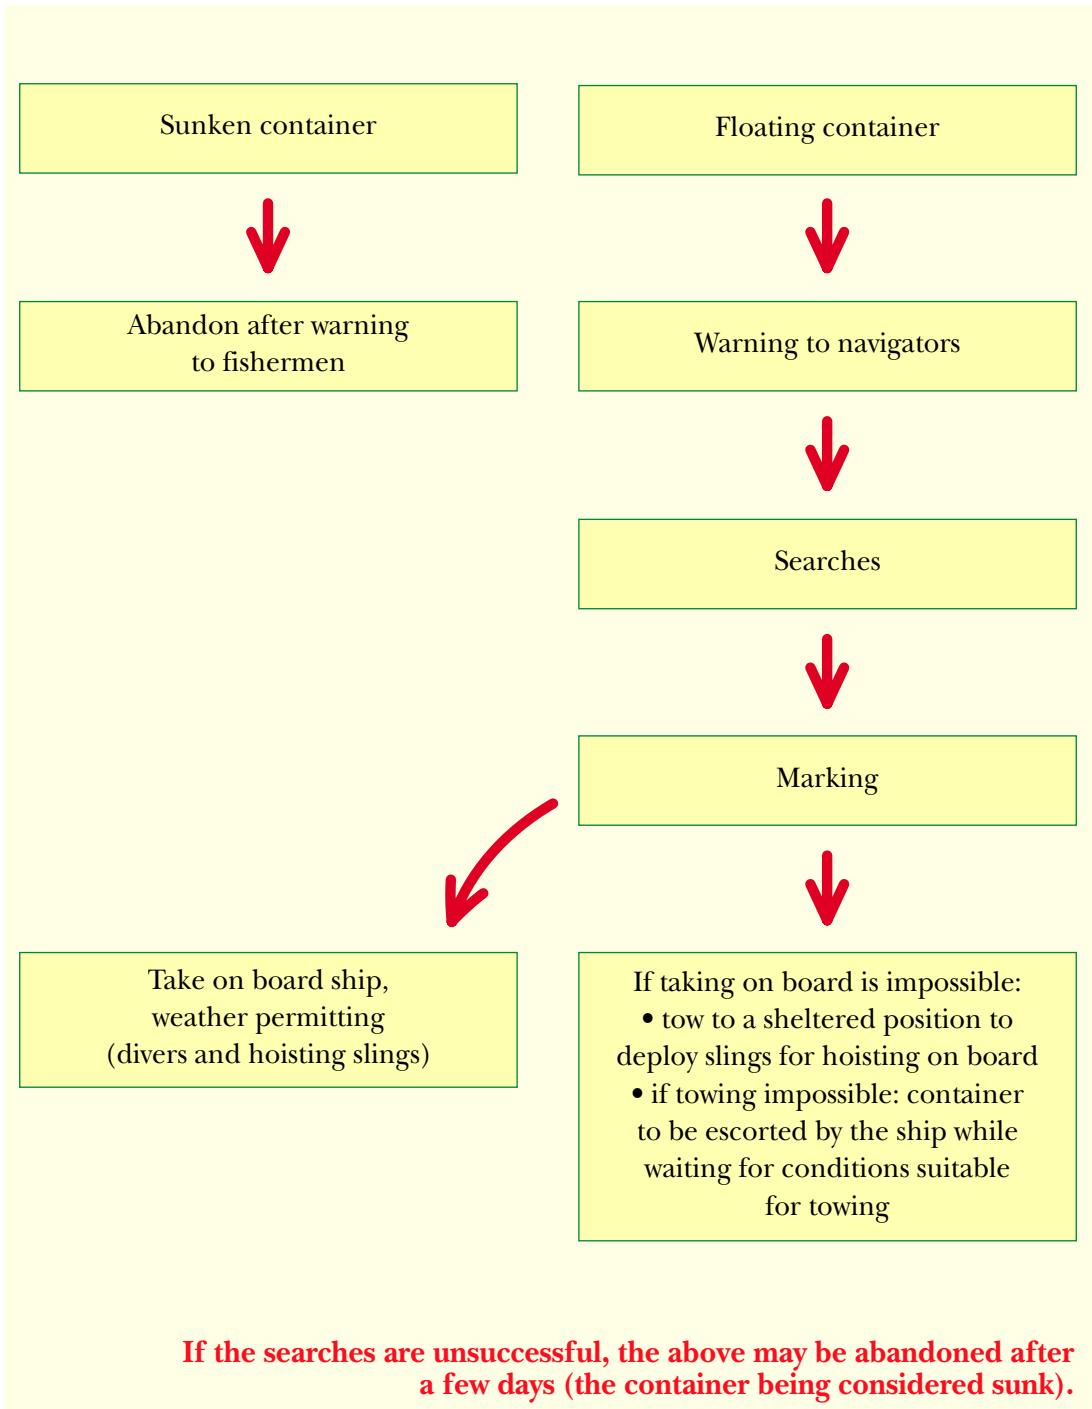 Sunken container
Floating container
Abandon after warning
to fishermen
Warning to navigators
Searches
Marking
Take on board ship,
weather permitting
(divers and hoisting slings)
If taking on board is impossible:
• tow to a sheltered position to
deploy slings for hoisting on board
• if towing impossible: container
to be escorted by the ship while
waiting for conditions suitable
for towing
If the searches are unsuccessful, the above may be abandoned after
a few days (the container being considered sunk).